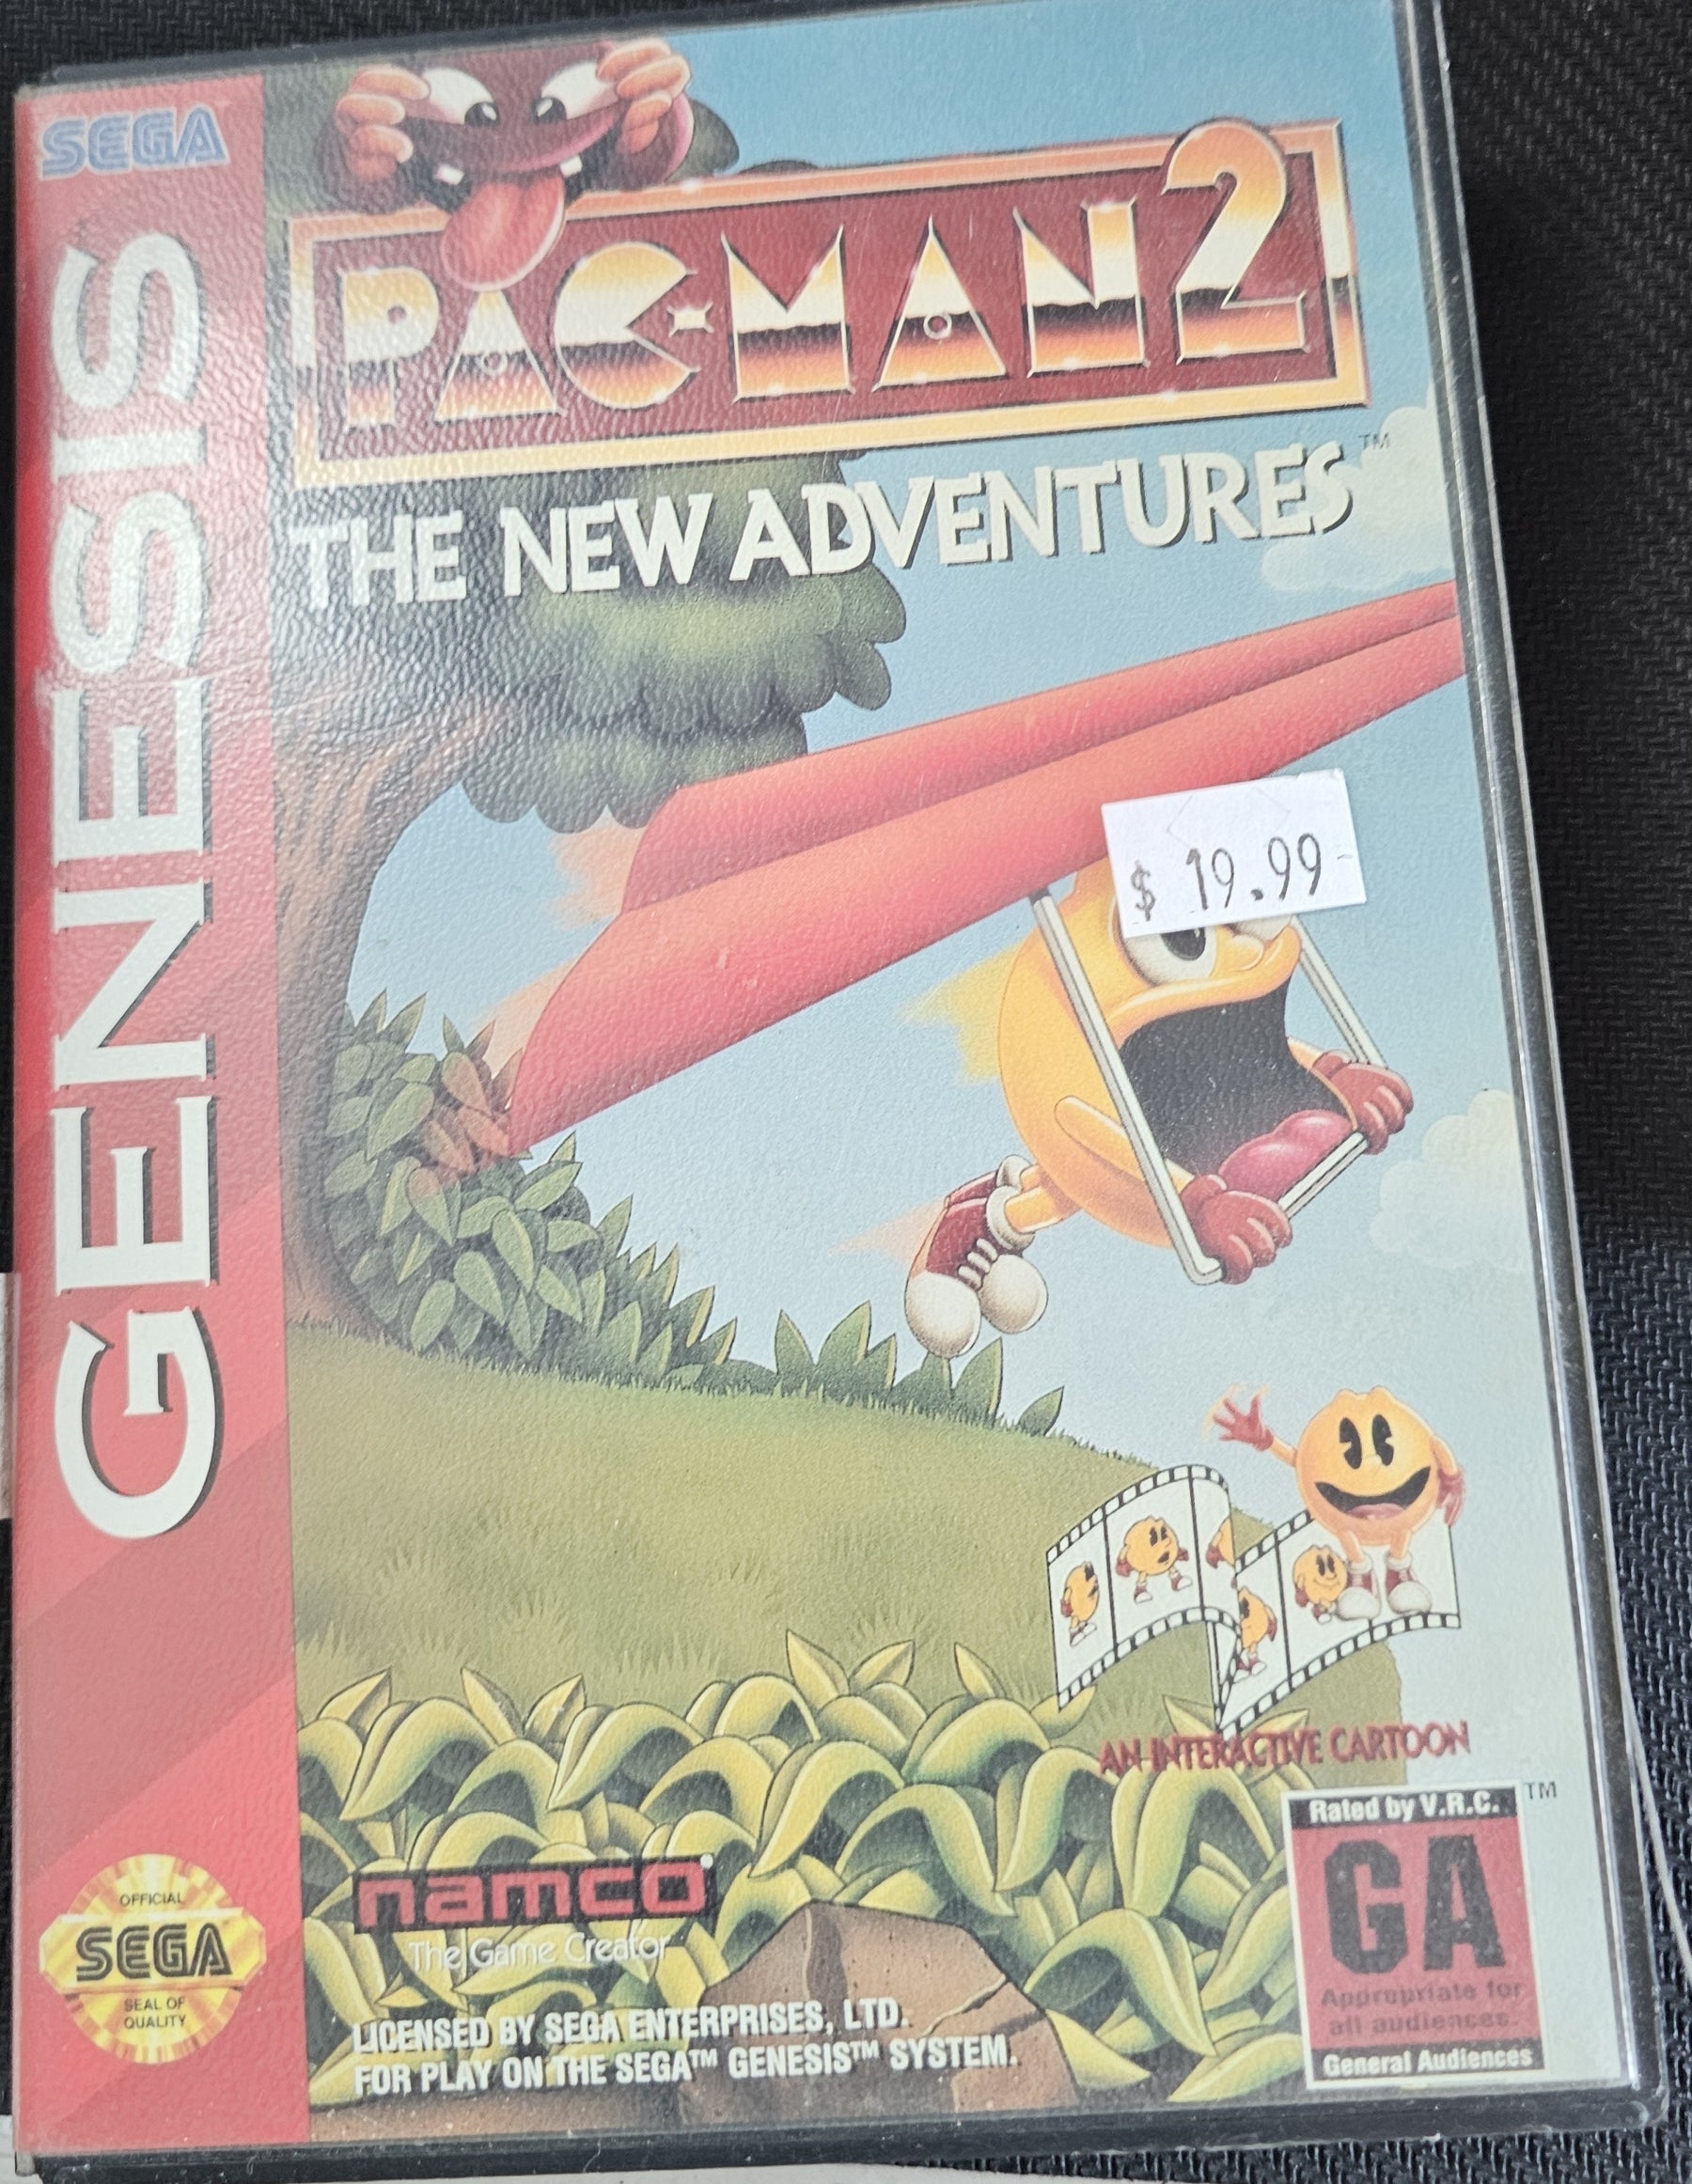 SEGA
GENESIS
PAC-MAN 2
THE NEW ADVENTURES™
$ 19.99
AN INTERACTIVE CARTOON
Rated by V.R.C. ™
GA
Appropriate for
all audiences.
General Audiences
namco
The Game Creator
LICENSED BY SEGA ENTERPRISES, LTD.
FOR PLAY ON THE SEGA™ GENESIS™ SYSTEM.
OFFICIAL
SEGA
SEAL OF
QUALITY